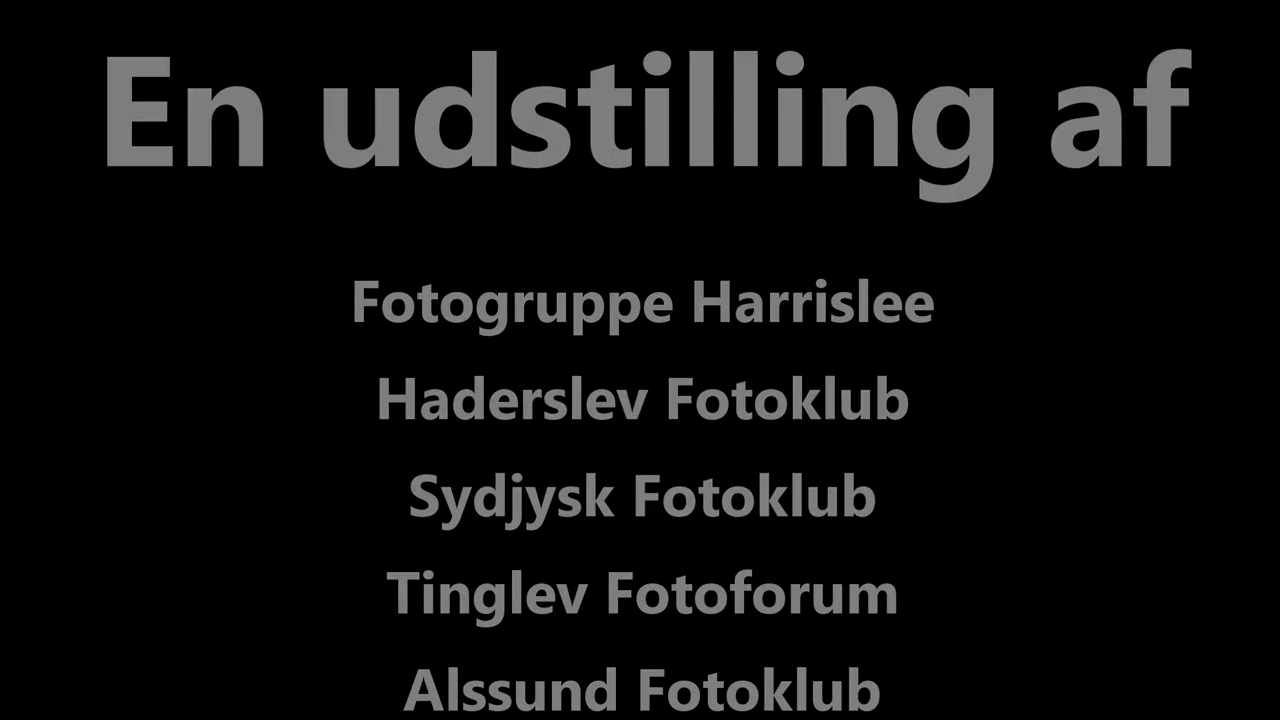 En udstilling af
Fotogruppe Harrislee
Haderslev Fotoklub
Sydjysk Fotoklub
Tinglev Fotoforum
Alssund Fotoklub